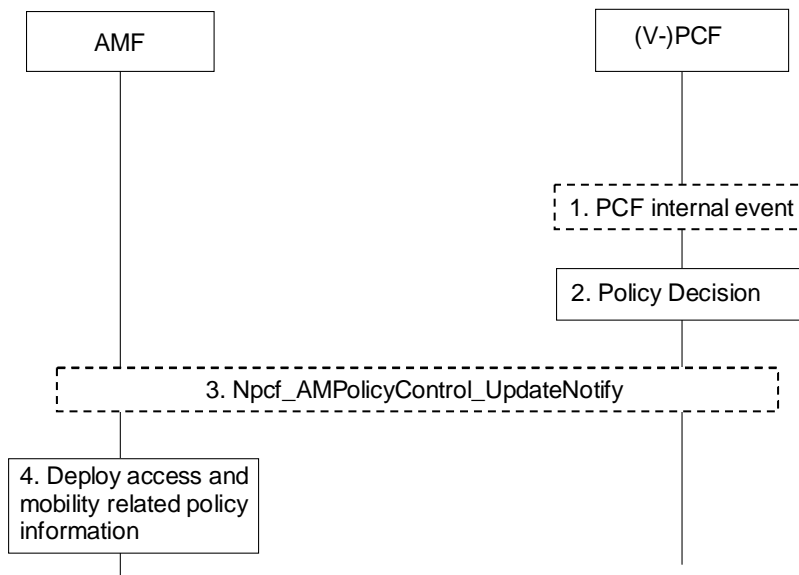 AMF
(V-)PCF
1. PCF internal event
2. Policy Decision
3. Npcf_AMPolicyControl_UpdateNotify
4. Deploy access and
mobility related policy
information